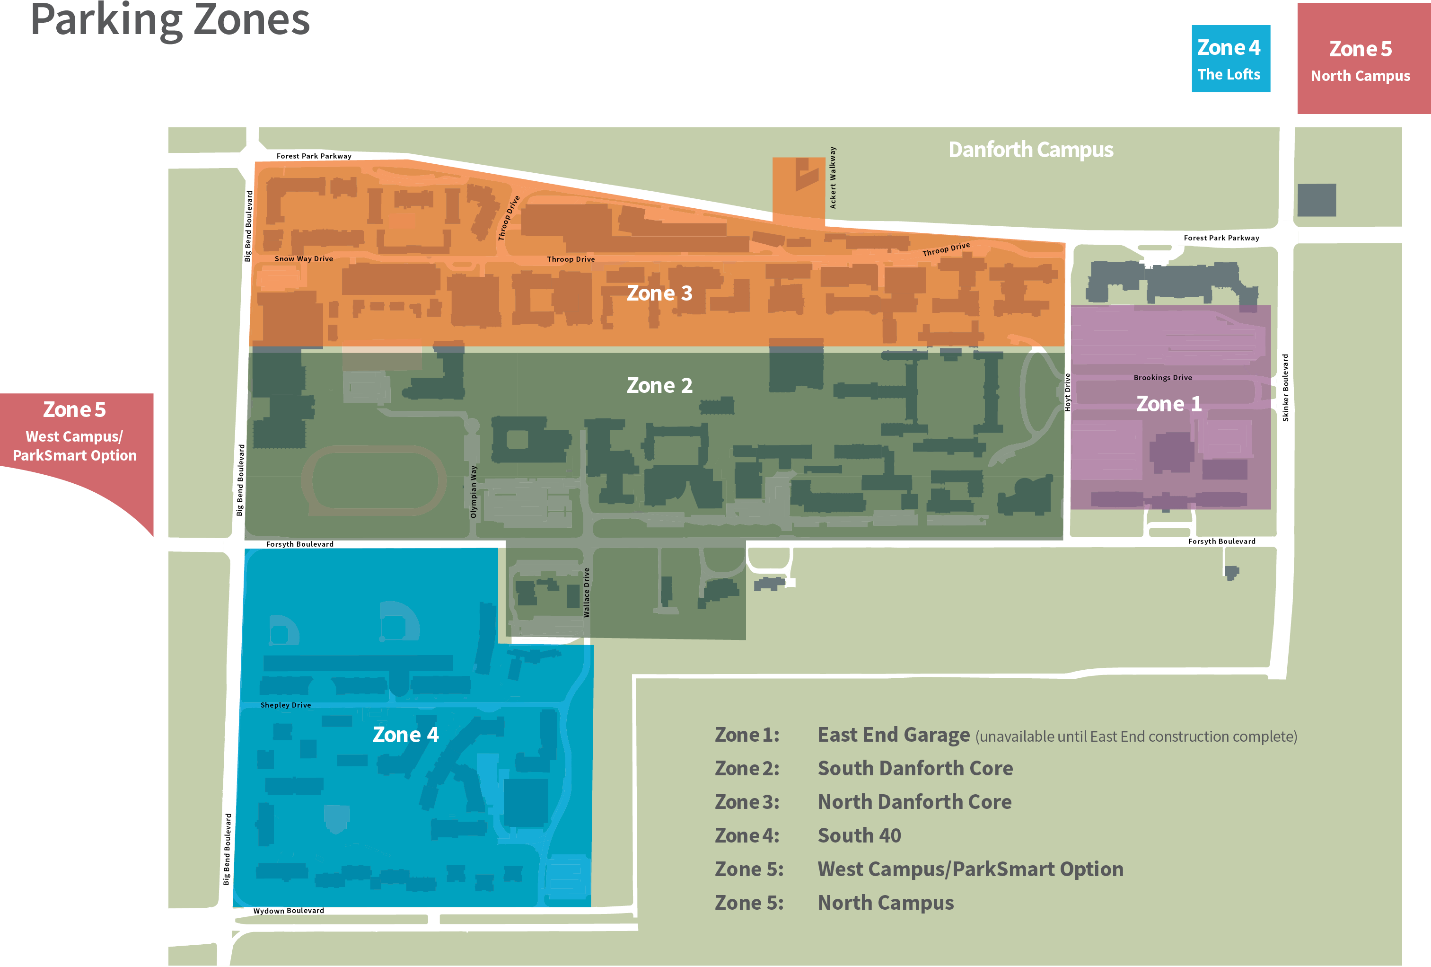 Parking Zones
Zone 4
The Lofts
Zone 5
North Campus
Danforth Campus
Forest Park Parkway
Ackert Walkway
Big Bend Boulevard
Throop Drive
Forest Park Parkway
Snow Way Drive
Throop Drive
Throop Drive
Zone 3
Zone 2
Hoyt Drive
Brookings Drive
Skinker Boulevard
Zone 1
Zone 5
West Campus/
ParkSmart Option
Big Bend Boulevard
Olympian Way
Forsyth Boulevard
Forsyth Boulevard
Wallace Drive
Shepley Drive
Zone 4
Big Bend Boulevard
Wydown Boulevard
Zone 1: East End Garage (unavailable until East End construction complete)
Zone 2: South Danforth Core
Zone 3: North Danforth Core
Zone 4: South 40
Zone 5: West Campus/ParkSmart Option
Zone 5: North Campus